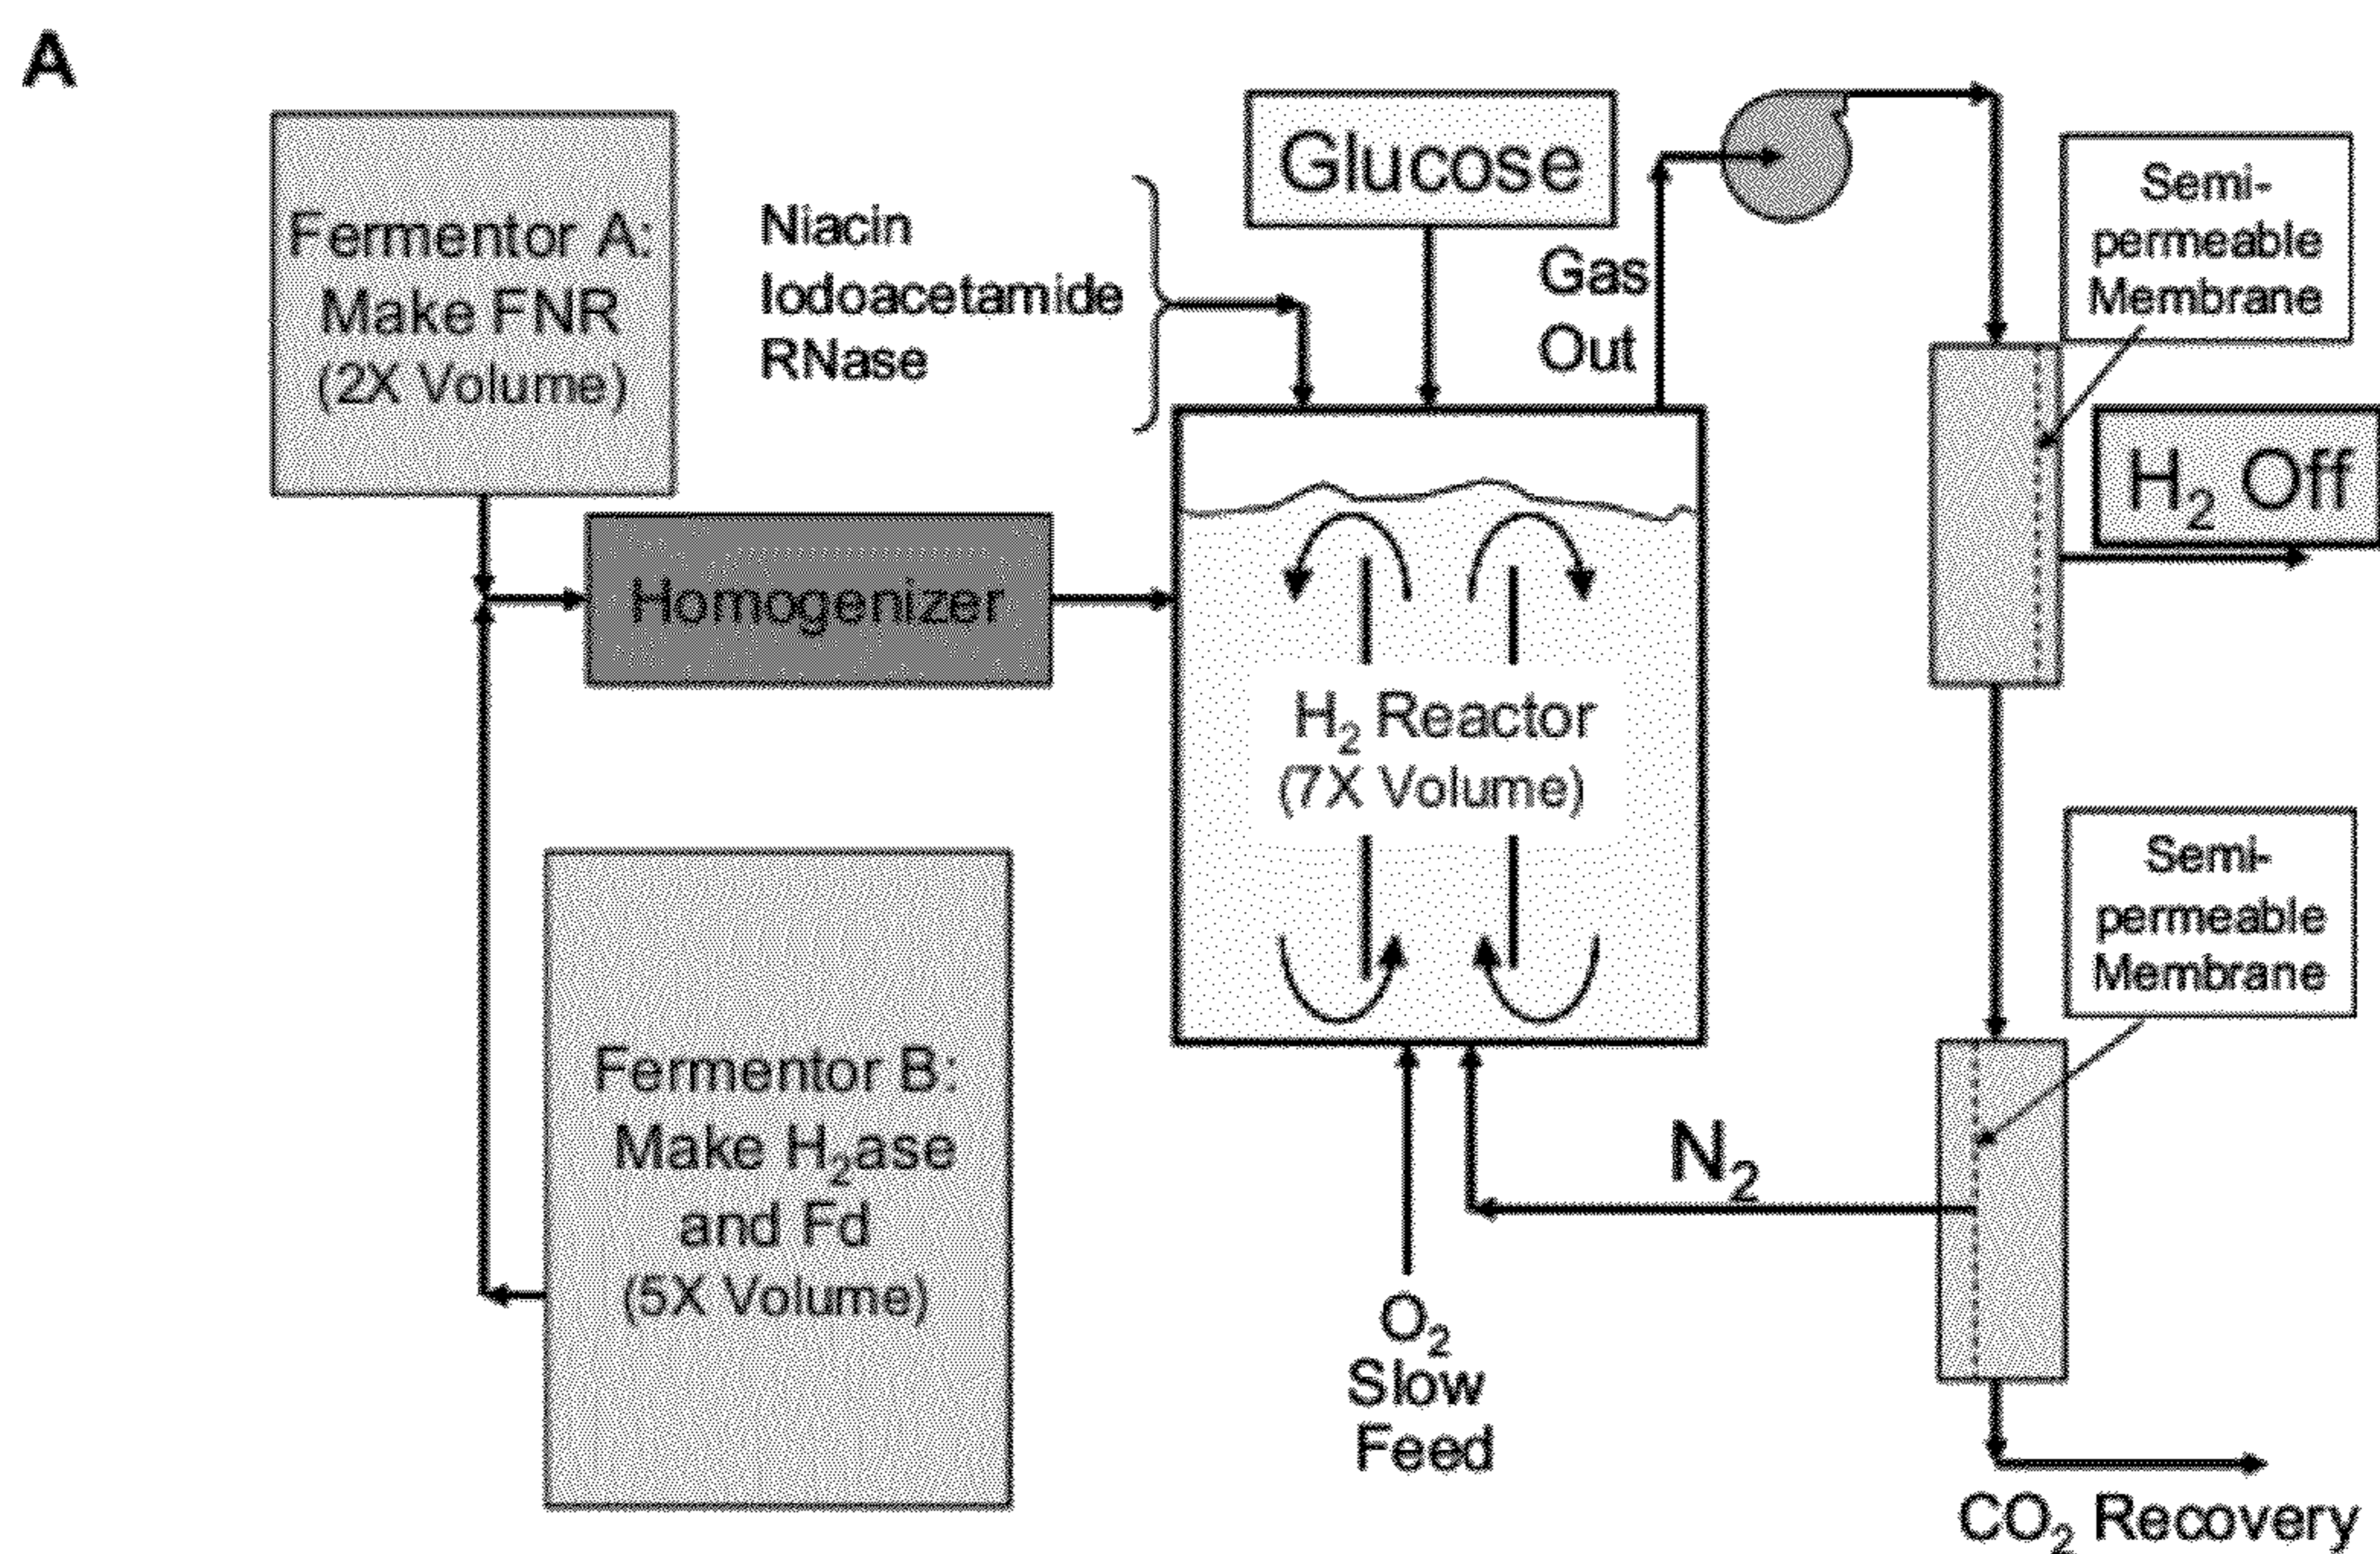 A
Fermentor A:
Make FNR
(2X Volume)
Niacin
Iodoacetamide
RNase
Glucose
Gas
Out
Semi-
permeable
Membrane
H₂ Off
Homogenizer
H₂ Reactor
(7X Volume)
Semi-
permeable
Membrane
Fermentor B:
Make H₂ase
and Fd
(5X Volume)
N₂
O₂
Slow
Feed
CO₂ Recovery